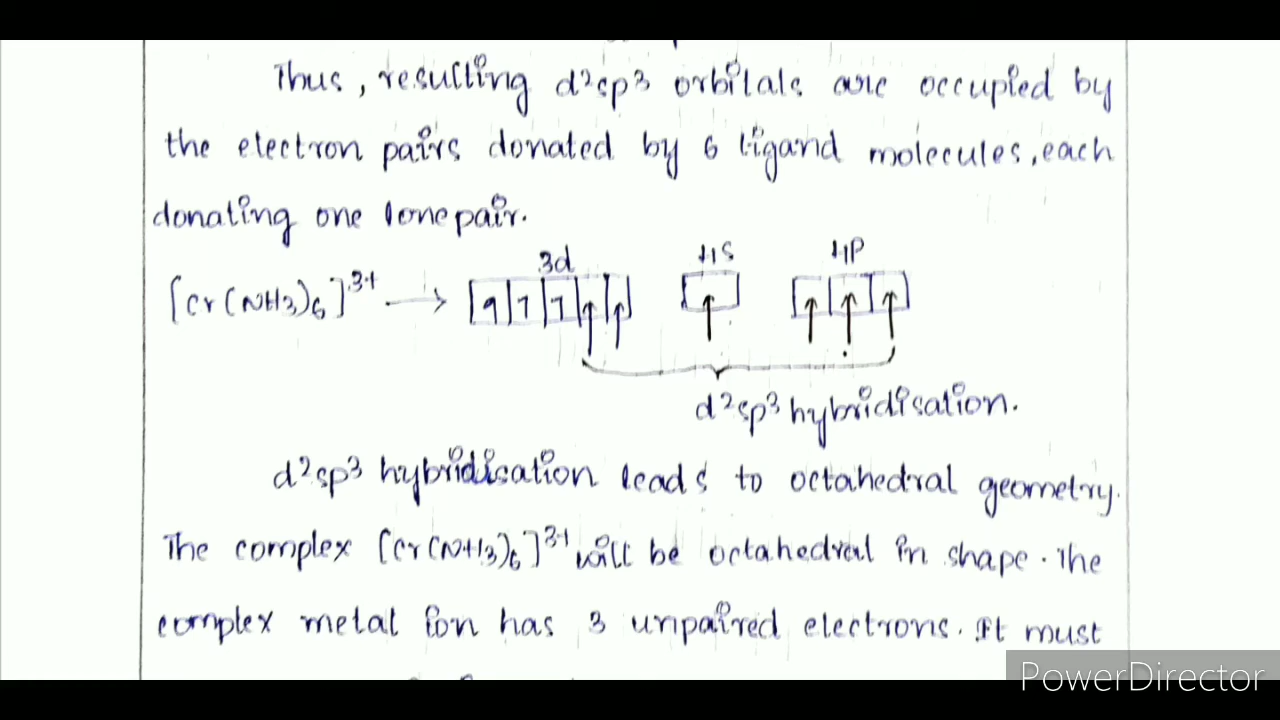 Thus, resulting d²sp³ orbitals are occupied by
the electron pairs donated by 6 ligand molecules, each
donating one lone pair.
3d 4s 4p
[Cr(NH3)6]3+ →
d²sp³ hybridisation.
d²sp³ hybridisation leads to octahedral geometry.
The complex [Cr(NH3)6]3+ will be octahedral in shape. The
complex metal ion has 3 unpaired electrons. It must
PowerDirector